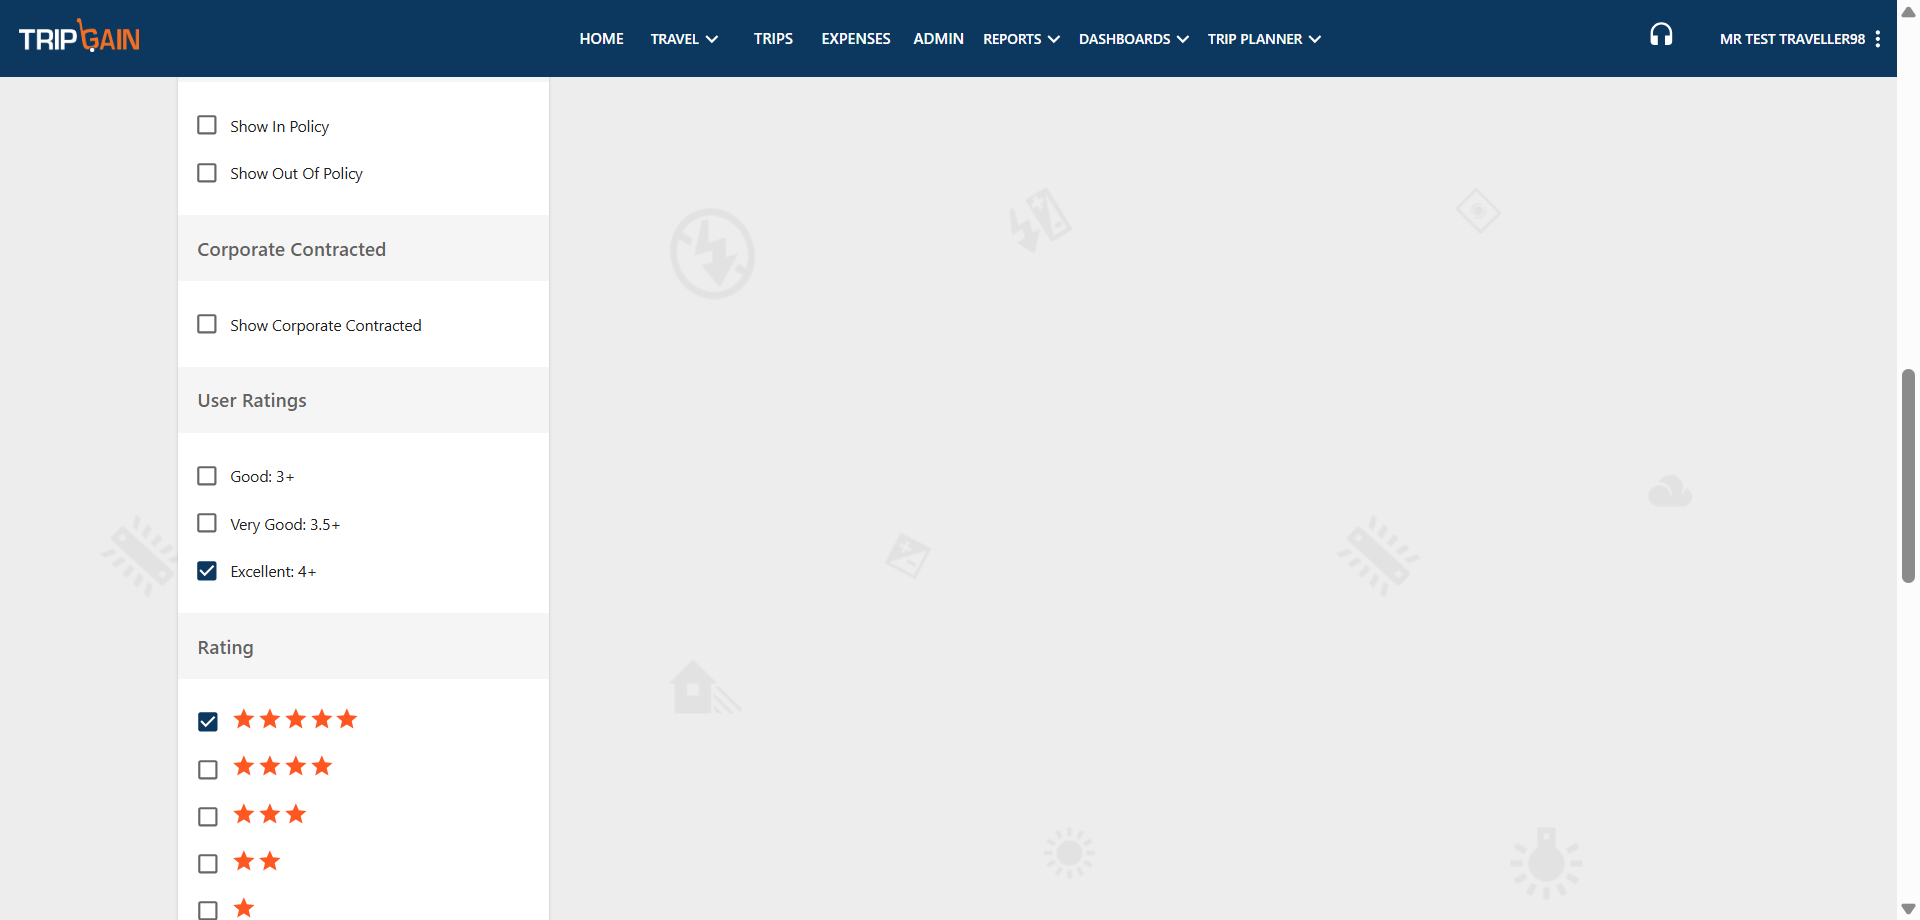 TRIPGAIN
HOME TRAVEL TRIPS EXPENSES ADMIN REPORTS DASHBOARDS TRIP PLANNER MR TEST TRAVELLER98
Show In Policy
Show Out Of Policy
Corporate Contracted
Show Corporate Contracted
User Ratings
Good: 3+
Very Good: 3.5+
Excellent: 4+
Rating